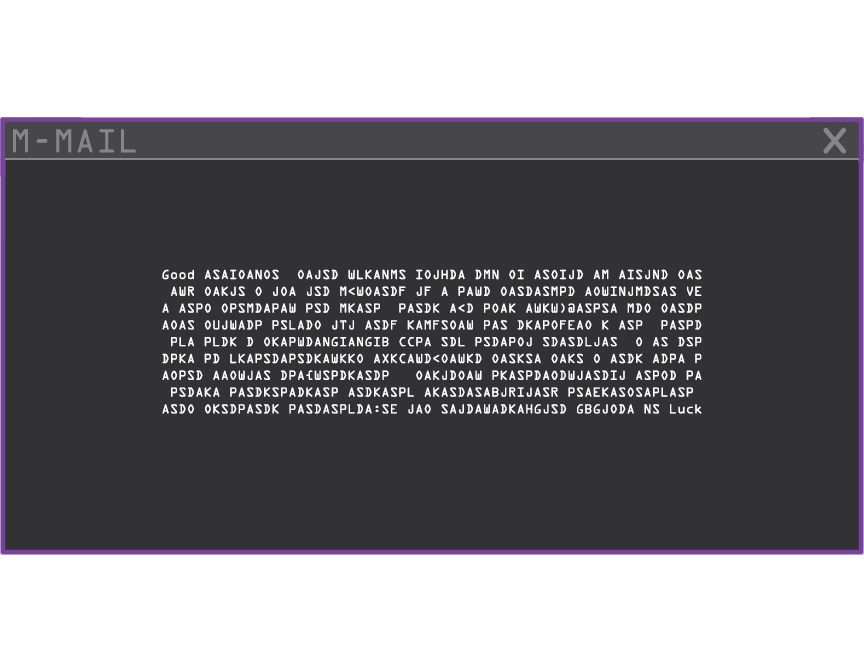 M-MAIL X
Good ASAIOANOS  OAJSD WLKANMS IOJHDA DMN OI ASOIJD AM AISJND OAS
AWR OAKJS O JOA JSD M<WOASDF JF A PAWD OASDASMPD AOWINJMDSAS VE
A ASPO OPSMDAPAW PSD MKASP  PASDK A<D POAK AWKW)@ASPSA MDO OASDP
AOAS OUJWADP PSLADO JTJ ASDF KAMFSOAW PAS DKAPOFEAO K ASP  PASPD
PLA PLDK D OKAPWDANGIANGIB CCPA SDL PSDAPOJ SDASDLJAS  O AS DSP
DPKA PD LKAPSDAPSDKAWKKO AXKCAWD<OAWKD OASKSA OAKS O ASDK ADPA P
AOPSD AAOWJAS DPA{WSPDKASDP   OAKJDOAW PKASPDAODWJASDIJ ASPOD PA
PSDAKA PASDKSPADKASP ASDKASPL AKASDASABJRIJASR PSAEKASOSAPLASP
ASDO OKSDPASDK PASDASPLDA:SE JAO SAJDAWADKAHGJSD GBGJODA NS Luck